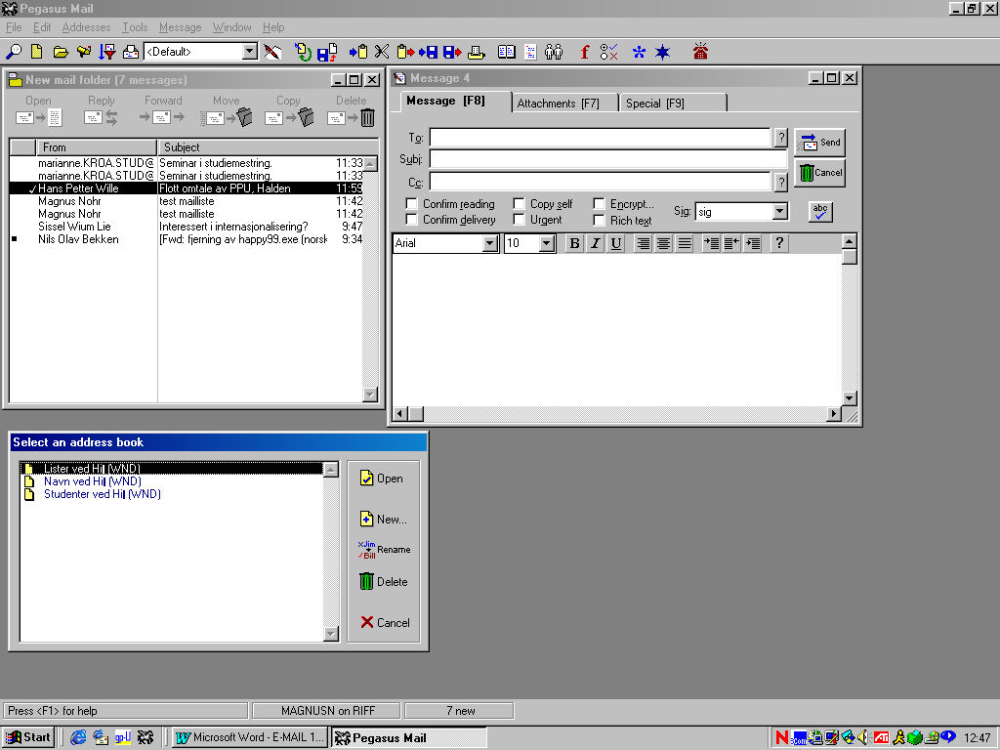 Pegasus Mail
File Edit Addresses Tools Message Window Help
<Default>
New mail folder (7 messages)
Open Reply Forward Move Copy Delete
From Subject
marianne.KROA.STUD@ Seminar i studiemestring. 11:33
marianne.KROA.STUD@ Seminar i studiemestring. 11:33
Hans Petter Wille Flott omtale av PPU, Halden 11:59
Magnus Nohr test mailliste 11:42
Magnus Nohr test mailliste 11:42
Sissel Wium Lie Interessert i internasjonalisering? 9:47
Nils Olav Bekken [Fwd: fjerning av happy99.exe (norsk 9:34
Message 4
Message [F8] Attachments [F7] Special [F9]
To: ? Send
Subj:
Cc: ? Cancel
Confirm reading Copy self Encrypt... Sig: sig abc
Confirm delivery Urgent Rich text
Arial 10 B I U ?
Select an address book
Lister ved Hil (WND)
Navn ved Hil (WND)
Studenter ved Hil (WND)
Open
New...
Jim
Bill
Rename
Delete
Cancel
Press <F1> for help MAGNUSN on RIFF 7 new
Start Microsoft Word - E-MAIL 1... Pegasus Mail 12:47